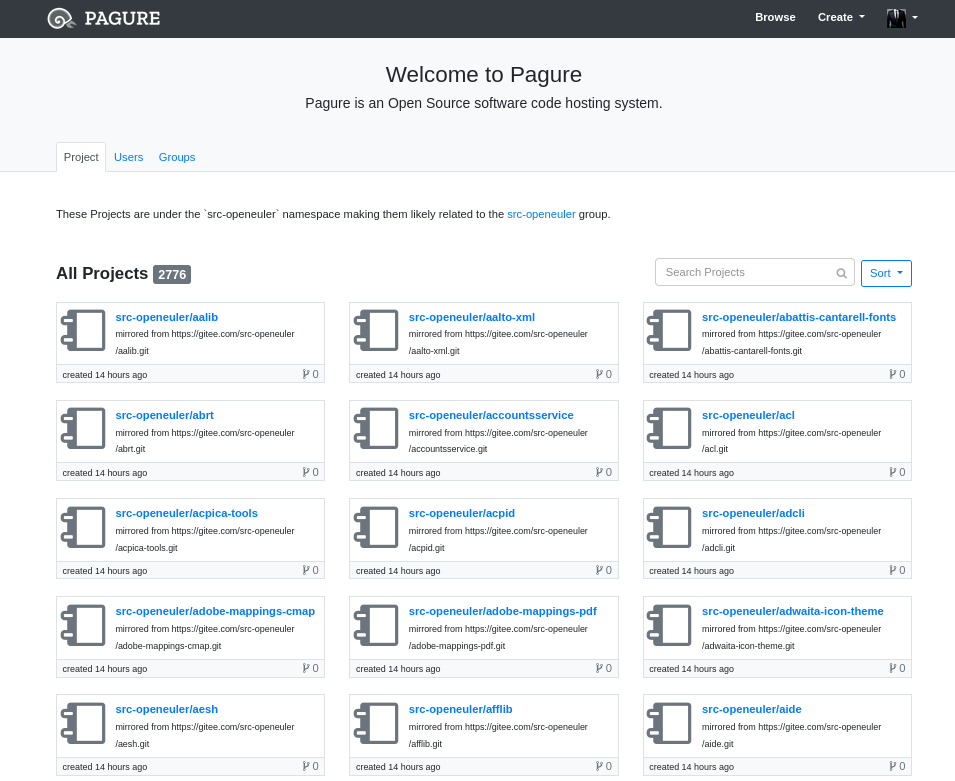 PAGURE
Browse Create
Welcome to Pagure
Pagure is an Open Source software code hosting system.
Project Users Groups
These Projects are under the `src-openeuler` namespace making them likely related to the src-openeuler group.
All Projects 2776
Search Projects
Sort
src-openeuler/aalib
mirrored from https://gitee.com/src-openeuler
/aalib.git
created 14 hours ago 0
src-openeuler/aalto-xml
mirrored from https://gitee.com/src-openeuler
/aalto-xml.git
created 14 hours ago 0
src-openeuler/abattis-cantarell-fonts
mirrored from https://gitee.com/src-openeuler
/abattis-cantarell-fonts.git
created 14 hours ago 0
src-openeuler/abrt
mirrored from https://gitee.com/src-openeuler
/abrt.git
created 14 hours ago 0
src-openeuler/accountsservice
mirrored from https://gitee.com/src-openeuler
/accountsservice.git
created 14 hours ago 0
src-openeuler/acl
mirrored from https://gitee.com/src-openeuler
/acl.git
created 14 hours ago 0
src-openeuler/acpica-tools
mirrored from https://gitee.com/src-openeuler
/acpica-tools.git
created 14 hours ago 0
src-openeuler/acpid
mirrored from https://gitee.com/src-openeuler
/acpid.git
created 14 hours ago 0
src-openeuler/adcli
mirrored from https://gitee.com/src-openeuler
/adcli.git
created 14 hours ago 0
src-openeuler/adobe-mappings-cmap
mirrored from https://gitee.com/src-openeuler
/adobe-mappings-cmap.git
created 14 hours ago 0
src-openeuler/adobe-mappings-pdf
mirrored from https://gitee.com/src-openeuler
/adobe-mappings-pdf.git
created 14 hours ago 0
src-openeuler/adwaita-icon-theme
mirrored from https://gitee.com/src-openeuler
/adwaita-icon-theme.git
created 14 hours ago 0
src-openeuler/aesh
mirrored from https://gitee.com/src-openeuler
/aesh.git
created 14 hours ago 0
src-openeuler/afflib
mirrored from https://gitee.com/src-openeuler
/afflib.git
created 14 hours ago 0
src-openeuler/aide
mirrored from https://gitee.com/src-openeuler
/aide.git
created 14 hours ago 0